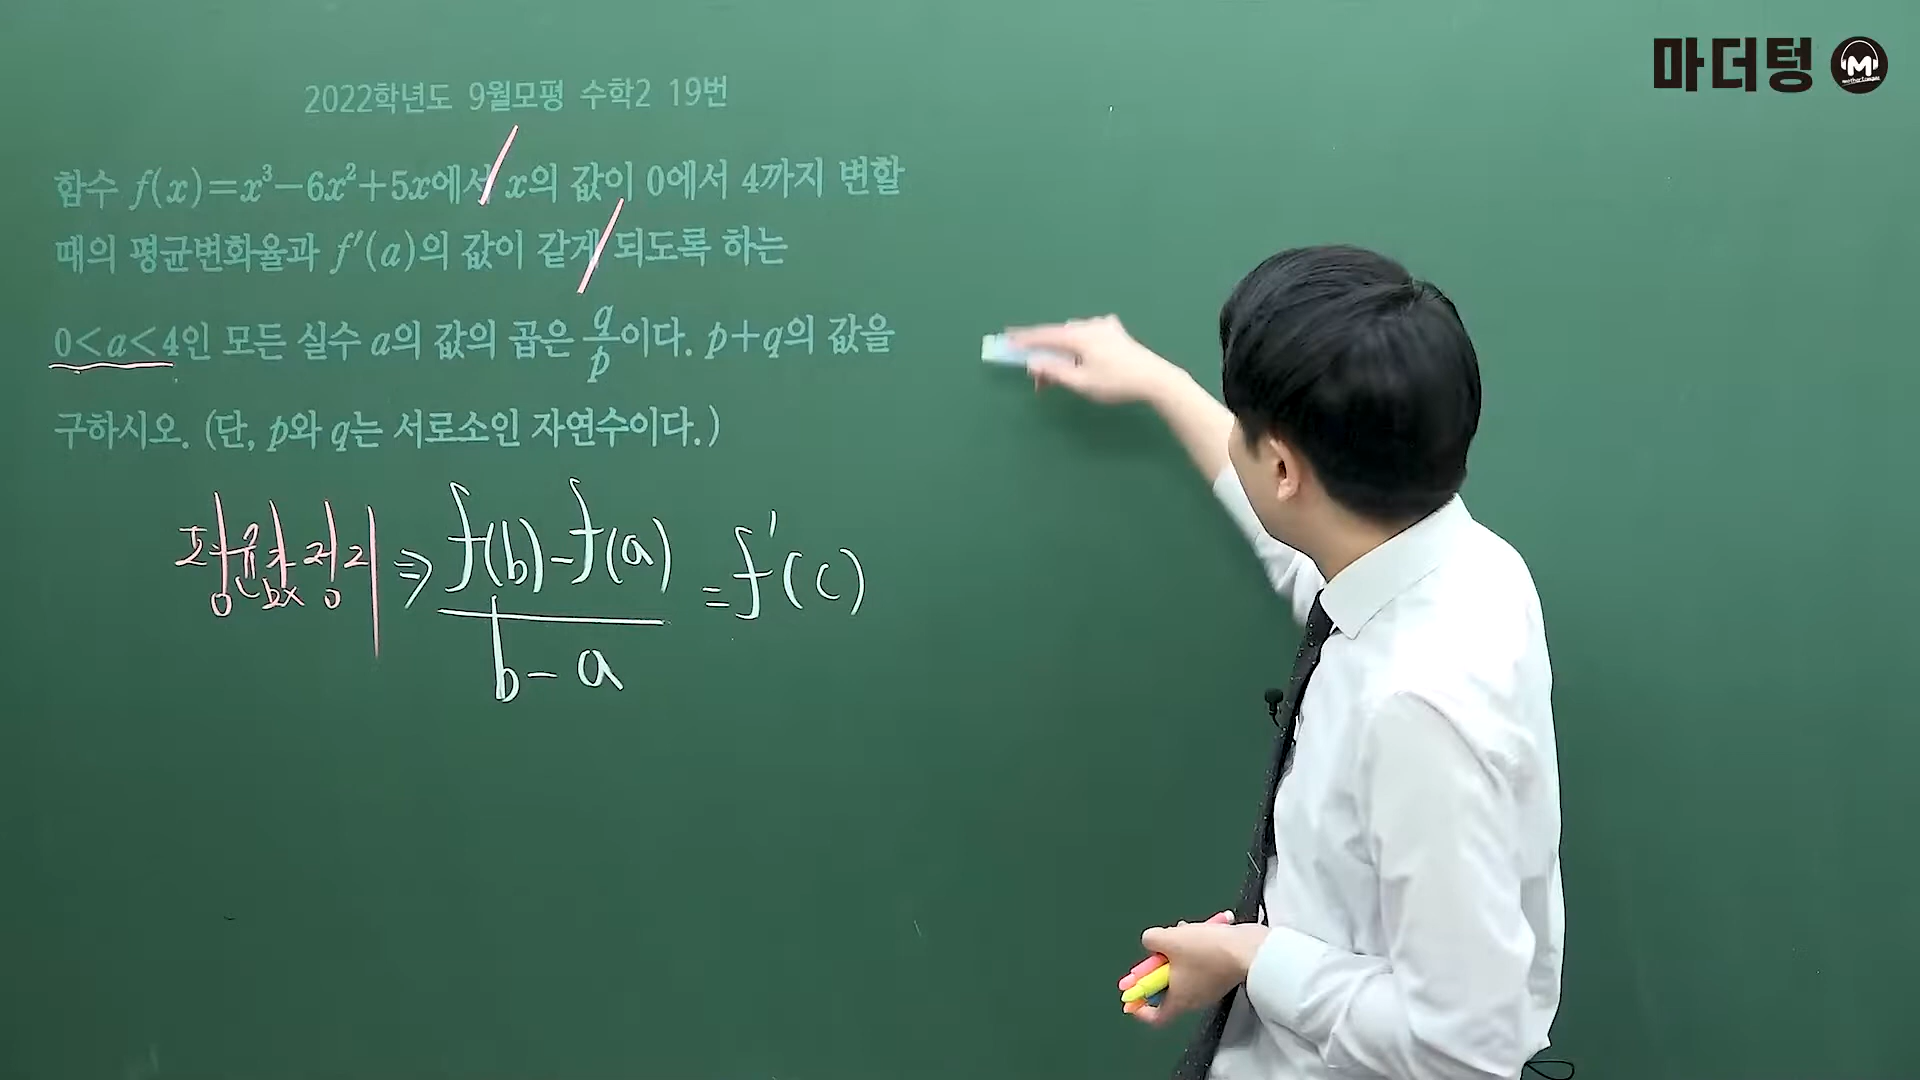 마더텅 M
2022학년도 9월모평 수학2 19번
함수 f(x)=x³-6x²+5x에서 x의 값이 0에서 4까지 변할
때의 평균변화율과 f′(a)의 값이 같게 되도록 하는
0<a<4인 모든 실수 a의 값의 곱은 q/p이다. p+q의 값을
구하시오. (단, p와 q는 서로소인 자연수이다.)
평균값정리 ⇒ f(b)-f(a)/b-a = f′(c)